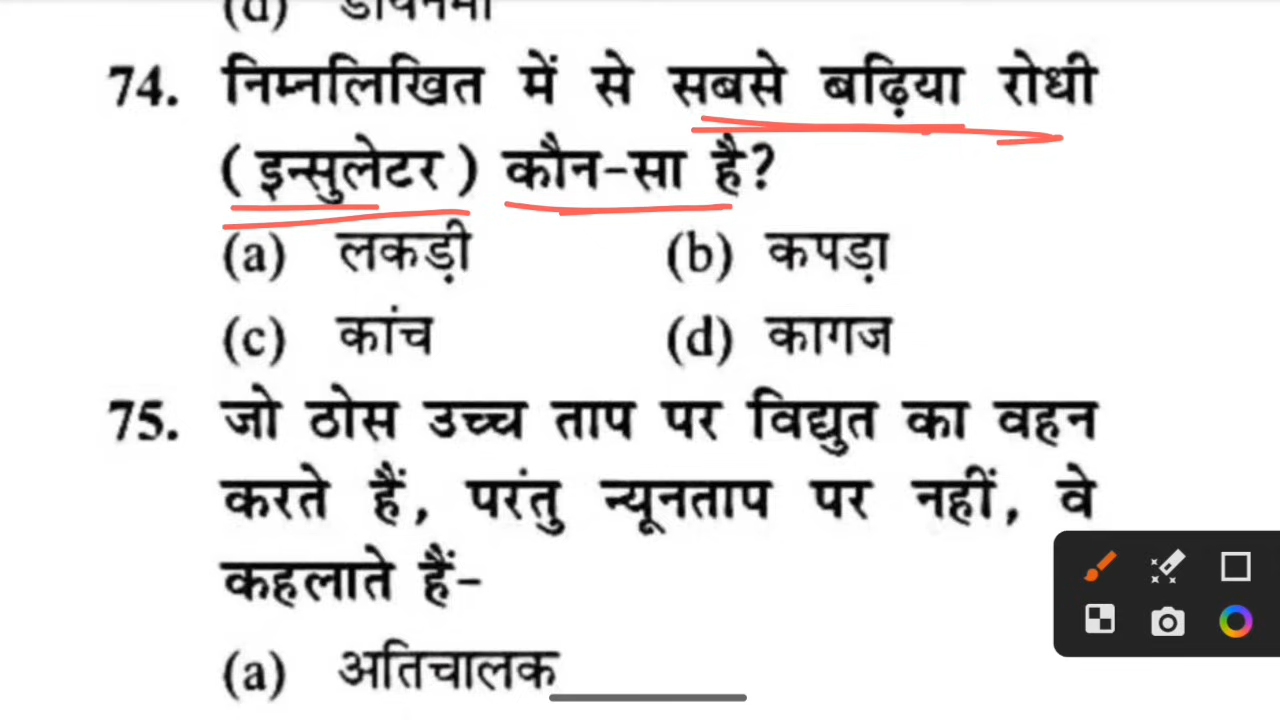 (d) डायनमो
74. निम्नलिखित में से सबसे बढ़िया रोधी
(इन्सुलेटर) कौन-सा है?
(a) लकड़ी (b) कपड़ा
(c) कांच (d) कागज
75. जो ठोस उच्च ताप पर विद्युत का वहन
करते हैं, परंतु न्यूनताप पर नहीं, वे
कहलाते हैं-
(a) अतिचालक